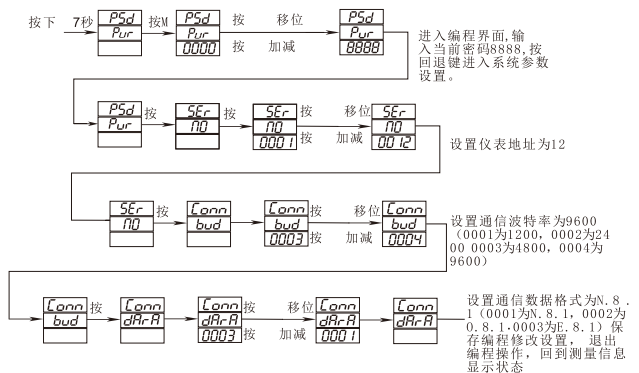 按下 7秒 PSd Pur 按M PSd Pur 0000 按 移位 按 加减 PSd Pur 8888
进入编程界面,输
入当前密码8888,按
回退键进入系统参数
设置。
PSd Pur 按 SEr NO 按 SEr NO 0001 按 移位 按 加减 SEr NO 0012
设置仪表地址为12
SEr NO 按 Conn bud 按 Conn bud 0003 按 移位 按 加减 Conn bud 0004
设置通信波特率为9600
(0001为1200, 0002为24
00 0003为4800, 0004为
9600)
Conn bud 按 Conn dArA Conn dArA 0003 按 移位 按 加减 Conn dArA 0001 Conn dArA
设置通信数据格式为N.8.
1(0001为N.8.1, 0002为
O.8.1.0003为E.8.1) 保
存编程修改设置, 退出
编程操作, 回到测量信息
显示状态